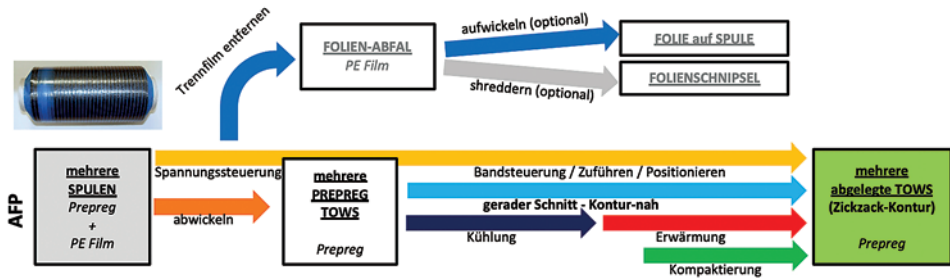 Trennfilm entfernen
FOLIEN-ABFAL
PE Film
aufwickeln (optional)
shreddern (optional)
FOLIE auf SPULE
FOLIENSCHNIPSEL
AFP
mehrere
SPULEN
Prepreg
+
PE Film
Spannungssteuerung
abwickeln
mehrere
PREPREG
TOWS
Prepreg
Bandsteuerung / Zuführen / Positionieren
gerader Schnitt - Kontur-nah
Kühlung
Erwärmung
Kompaktierung
mehrere
abgelegte TOWS
(Zickzack-Kontur)
Prepreg